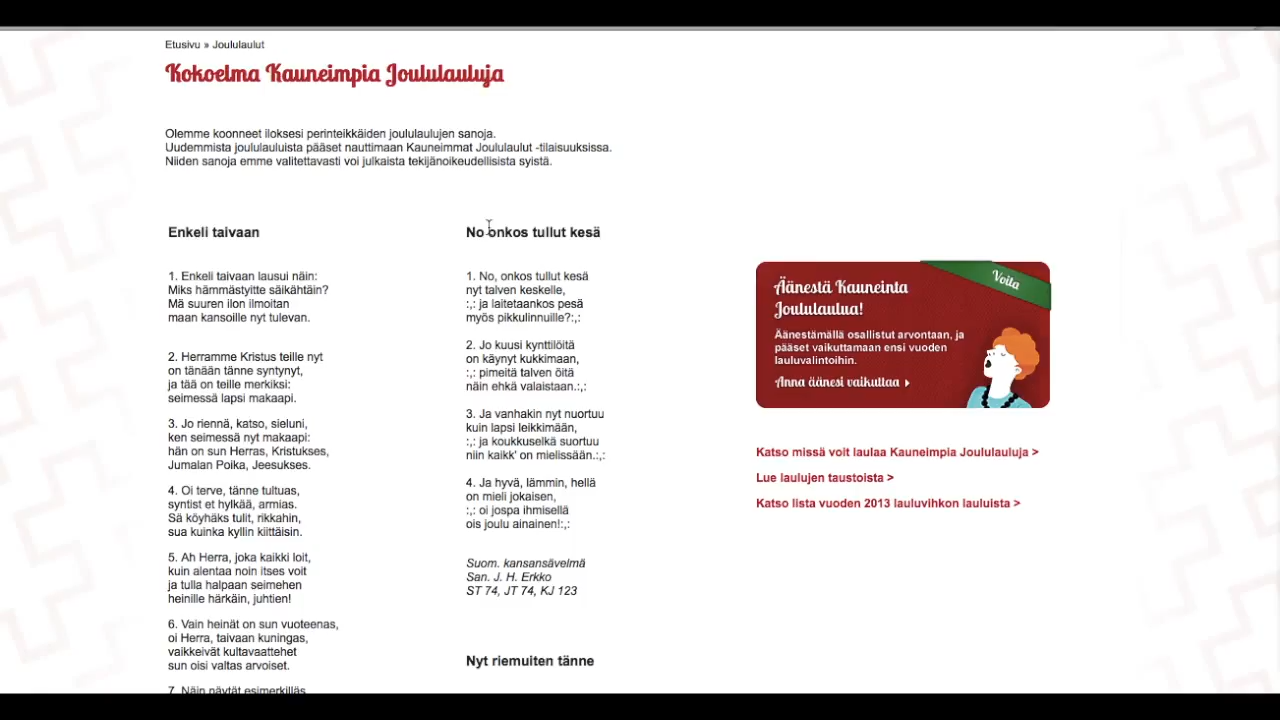 Etusivu » Joululaulut
Kokoelma Kauneimpia Joululauluja
Olemme koonneet iloksesi perinteikkäiden joululaulujen sanoja.
Uudemmista joululauluista pääset nauttimaan Kauneimmat Joululaulut -tilaisuuksissa.
Niiden sanoja emme valitettavasti voi julkaista tekijänoikeudellisista syistä.
Enkeli taivaan
1. Enkeli taivaan lausui näin:
Miks hämmästyitte säikähtäin?
Mä suuren ilon ilmoitan
maan kansoille nyt tulevan.
2. Herramme Kristus teille nyt
on tänään tänne syntynyt,
ja tää on teille merkiksi:
seimessä lapsi makaapi.
3. Jo riennä, katso, sieluni,
ken seimessä nyt makaapi:
hän on sun Herras, Kristukses,
Jumalan Poika, Jeesukses.
4. Oi terve, tänne tultuas,
syntist et hylkää, armias.
Sä köyhäks tulit, rikkahin,
sua kuinka kyllin kiittäisin.
5. Ah Herra, joka kaikki loit,
kuin alentaa noin itses voit
ja tulla halpaan seimehen
heinille härkäin, juhtien!
6. Vain heinät on sun vuoteenas,
oi Herra, taivaan kuningas,
vaikkeivät kultavaattehet
sun oisi valtas arvoiset.
7. Näin näytät esimerkilläs
No onkos tullut kesä
1. No, onkos tullut kesä
nyt talven keskelle,
:,: ja laitetaankos pesä
myös pikkulinnuille?:,:
2. Jo kuusi kynttilöitä
on käynyt kukkimaan,
:,: pimeitä talven öitä
näin ehkä valaistaan.:,:
3. Ja vanhakin nyt nuortuu
kuin lapsi leikkimään,
:,: ja koukkuselkä suortuu
niin kaikk' on mielissään.:,:
4. Ja hyvä, lämmin, hellä
on mieli jokaisen,
:,: oi jospa ihmisellä
ois joulu ainainen!:,:
Suom. kansansävelmä
San. J. H. Erkko
ST 74, JT 74, KJ 123
Nyt riemuiten tänne
Voita
Äänestä Kauneinta
Joululaulua!
Äänestämällä osallistut arvontaan, ja
pääset vaikuttamaan ensi vuoden
lauluvalintoihin.
Anna äänesi vaikuttaa
Katso missä voit laulaa Kauneimpia Joululauluja >
Lue laulujen taustoista >
Katso lista vuoden 2013 lauluvihkon lauluista >